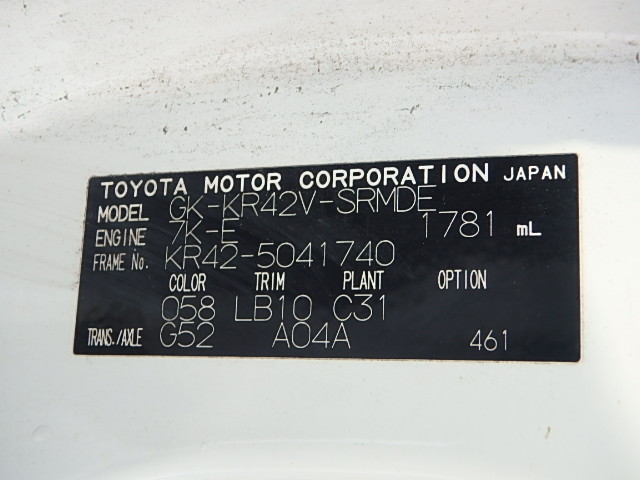 TOYOTA MOTOR CORPORATION JAPAN
MODEL GK-KR42V-SRMDE
ENGINE 7K-E 1781 mL
FRAME No. KR42-5041740
COLOR TRIM PLANT OPTION
058 LB10 C31
TRANS./AXLE G52 A04A 461